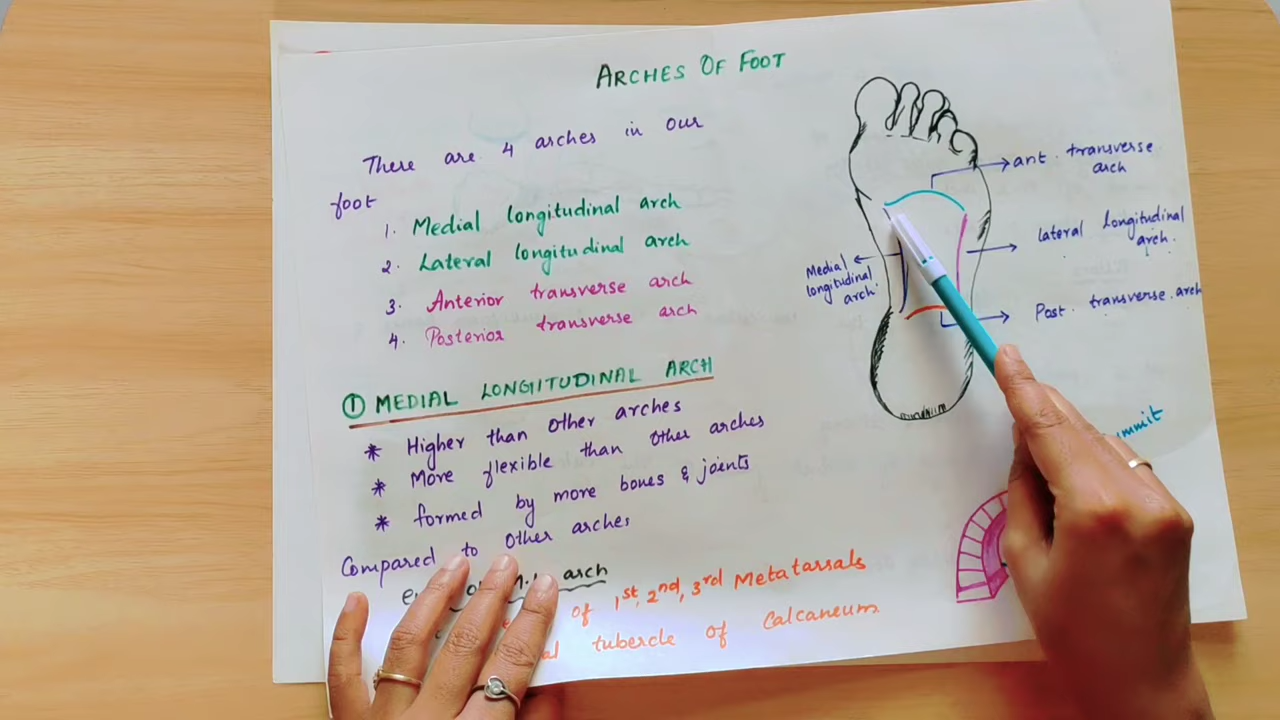 ARCHES OF FOOT
There are 4 arches in our
foot
1. Medial longitudinal arch
2. Lateral longitudinal arch
3. Anterior transverse arch
4. Posterior transverse arch
① MEDIAL LONGITUDINAL ARCH
* Higher than other arches
* More flexible than other arches
* formed by more bones & joints
Compared to other arches
arch
of 1st, 2nd, 3rd Metatarsals
tubercle of Calcaneum
ant. transverse
arch
Lateral Longitudinal
arch.
Medial
longitudinal
arch
Post. transverse. arch